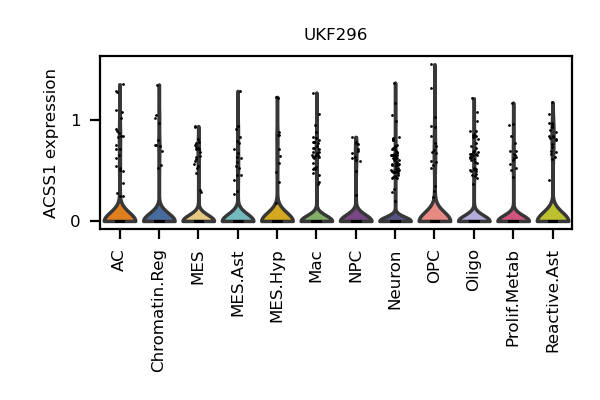 UKF296
ACSS1 expression
1
0
AC
Chromatin.Reg
MES
MES.Ast
MES.Hyp
Mac
NPC
Neuron
OPC
Oligo
Prolif.Metab
Reactive.Ast